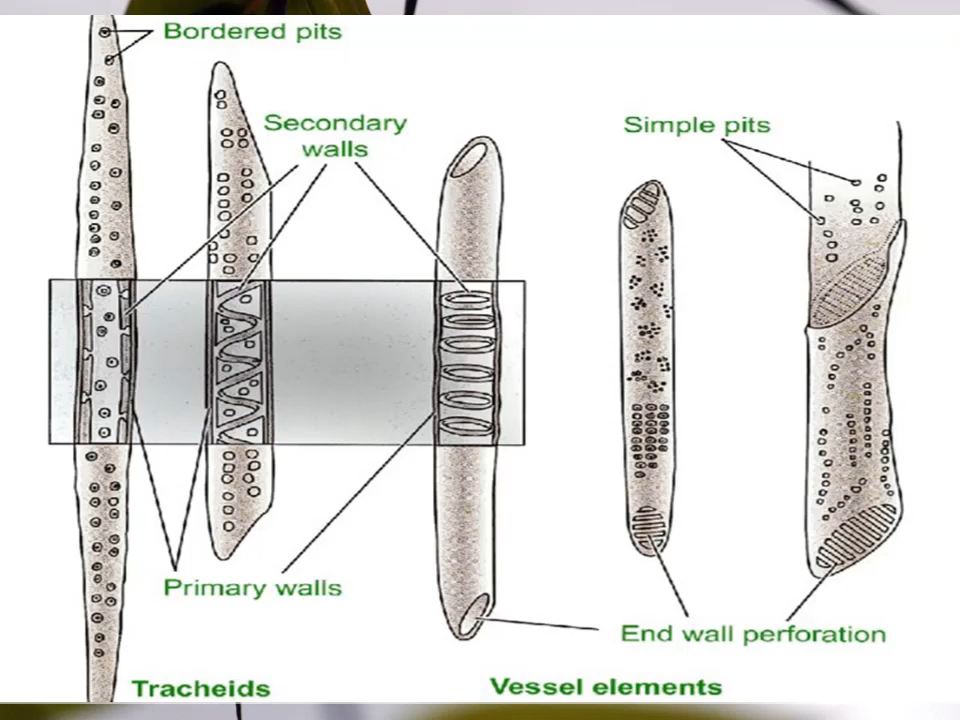 Bordered pits
Secondary
walls
Simple pits
Primary walls
End wall perforation
Tracheids
Vessel elements